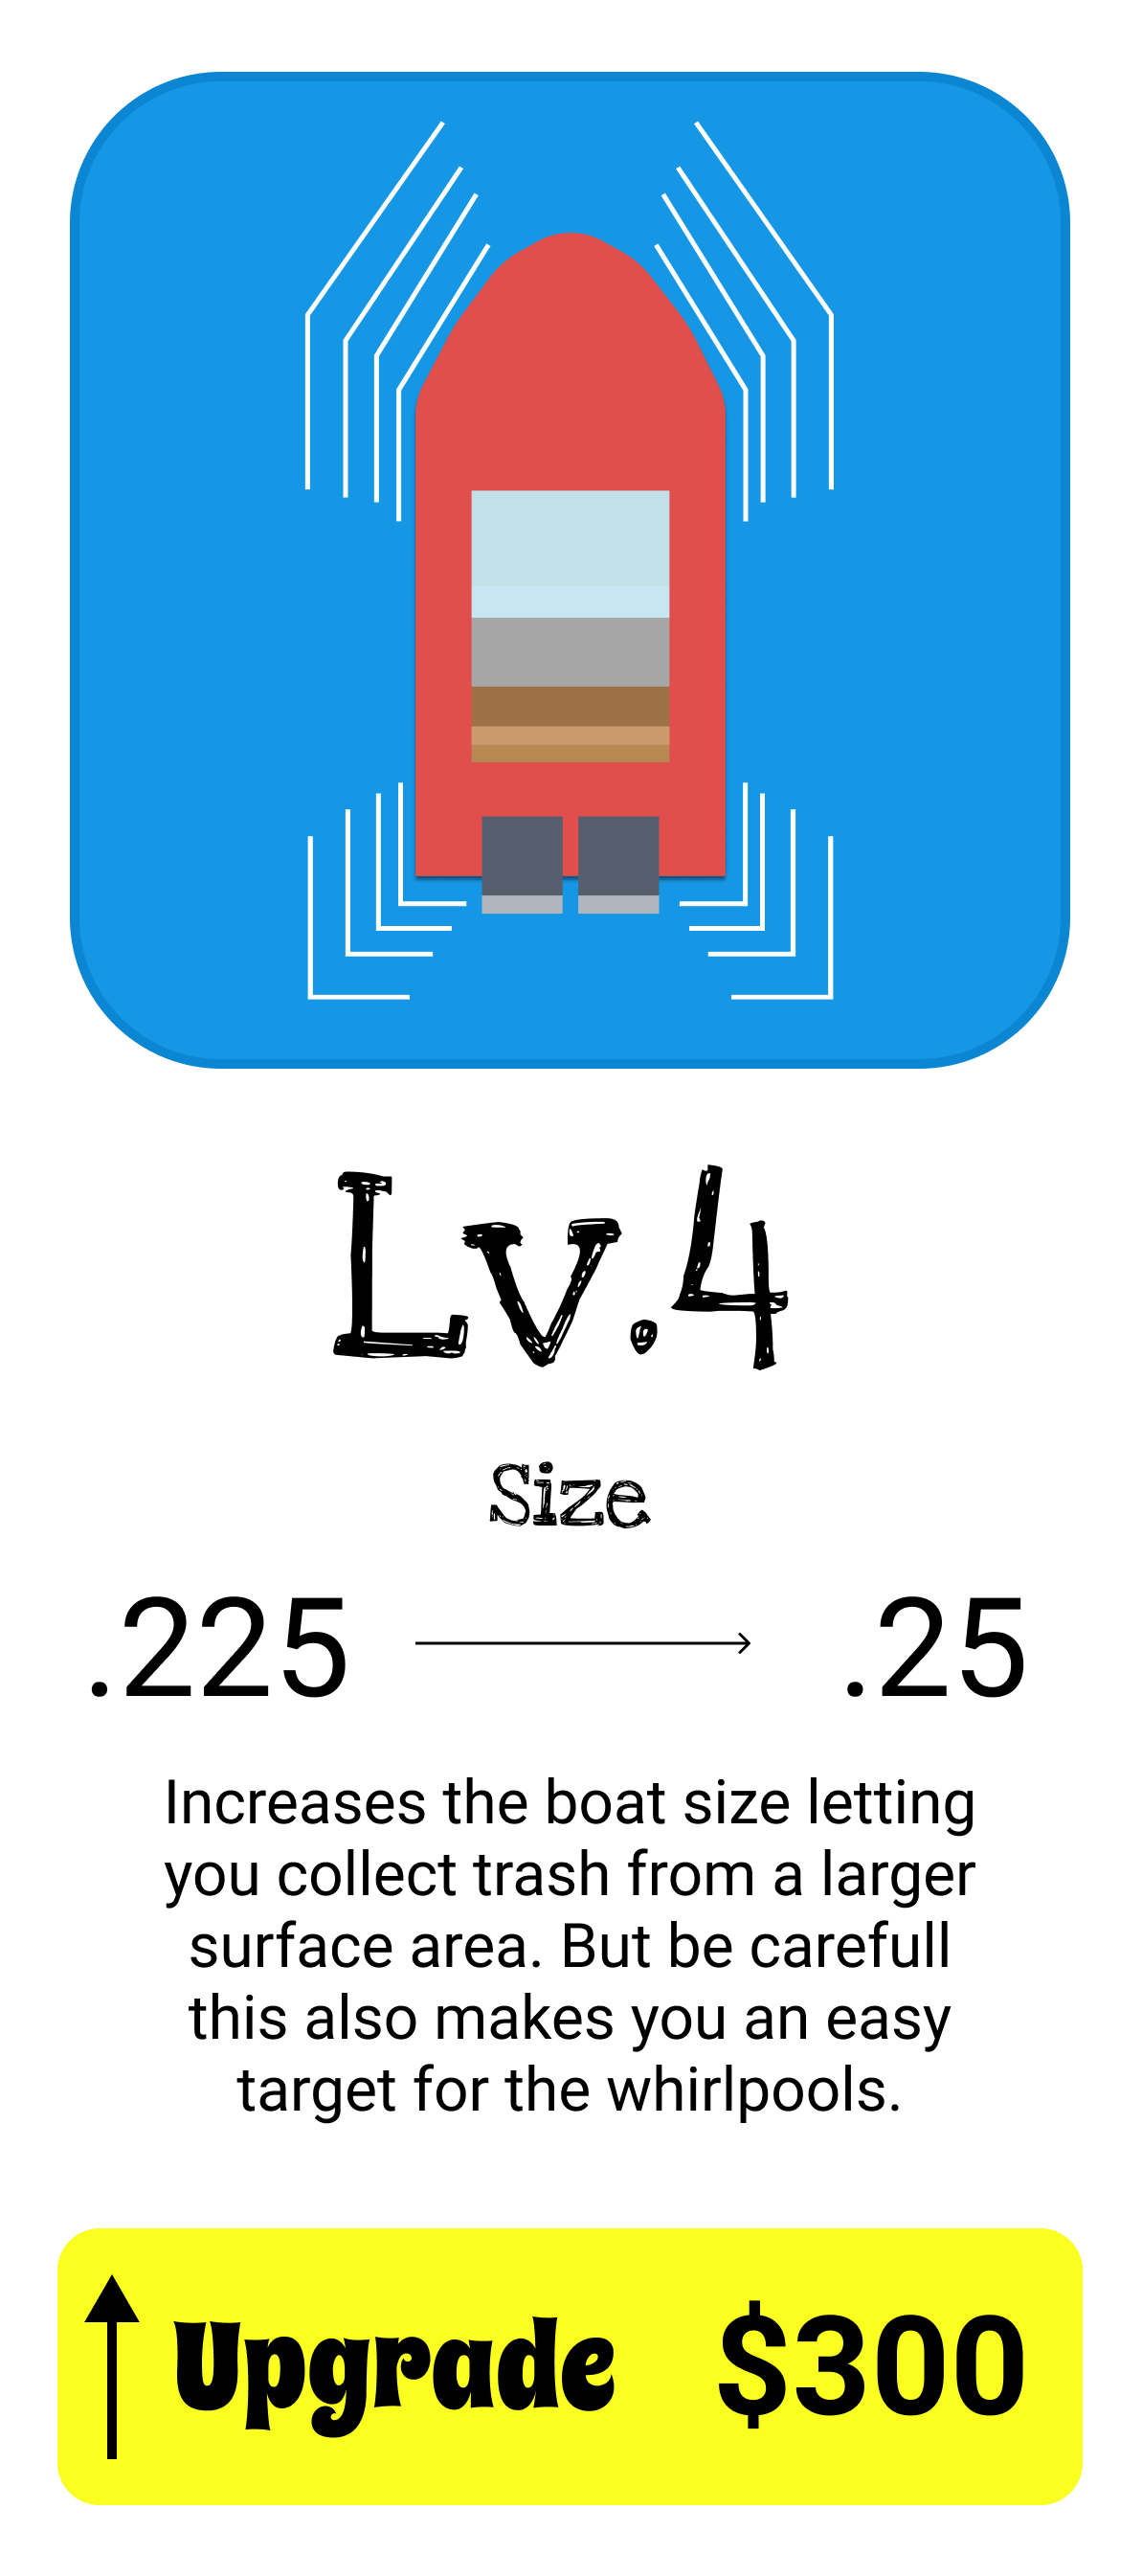 Lv.4
Size
.225 .25
Increases the boat size letting
you collect trash from a larger
surface area. But be carefull
this also makes you an easy
target for the whirlpools.
Upgrade $300